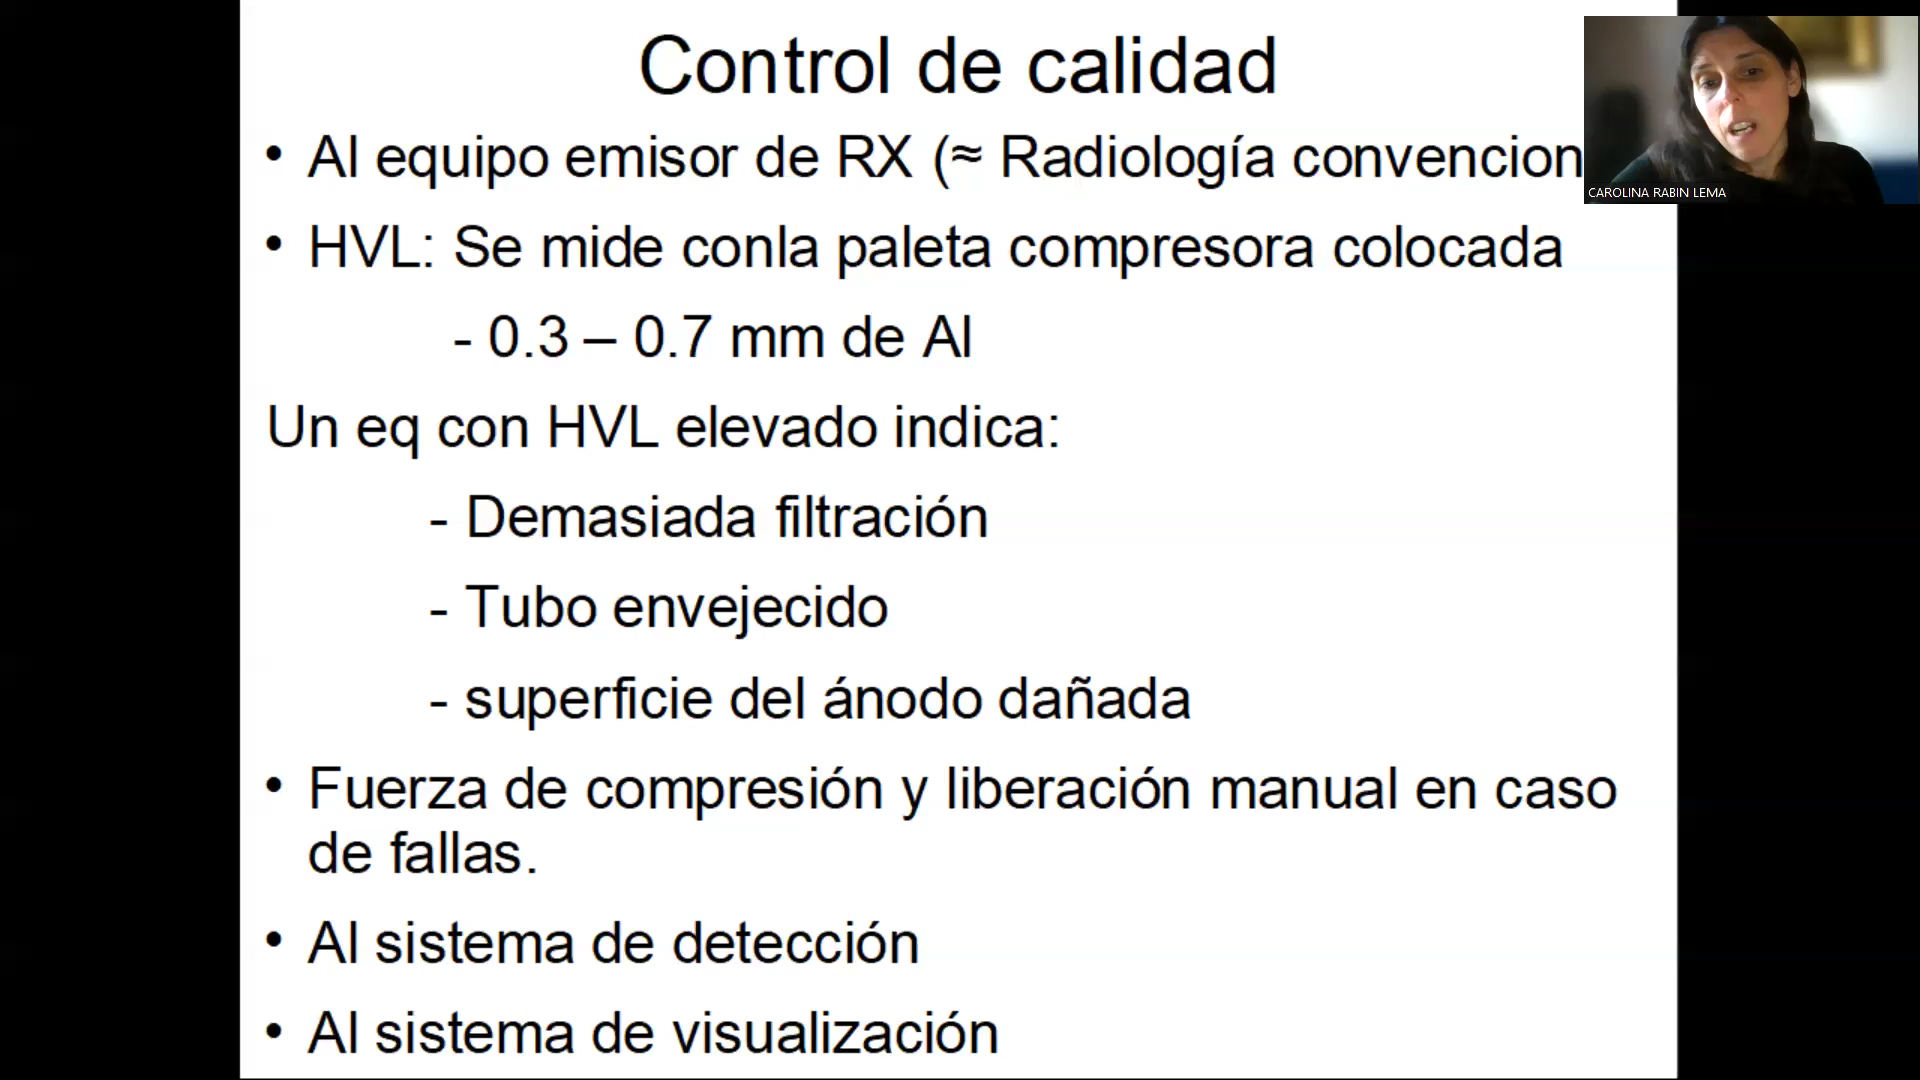 Control de calidad
• Al equipo emisor de RX (≈ Radiología convencion
CAROLINA RABIN LEMA
• HVL: Se mide conla paleta compresora colocada
- 0.3 – 0.7 mm de Al
Un eq con HVL elevado indica:
- Demasiada filtración
- Tubo envejecido
- superficie del ánodo dañada
• Fuerza de compresión y liberación manual en caso
de fallas.
• Al sistema de detección
• Al sistema de visualización